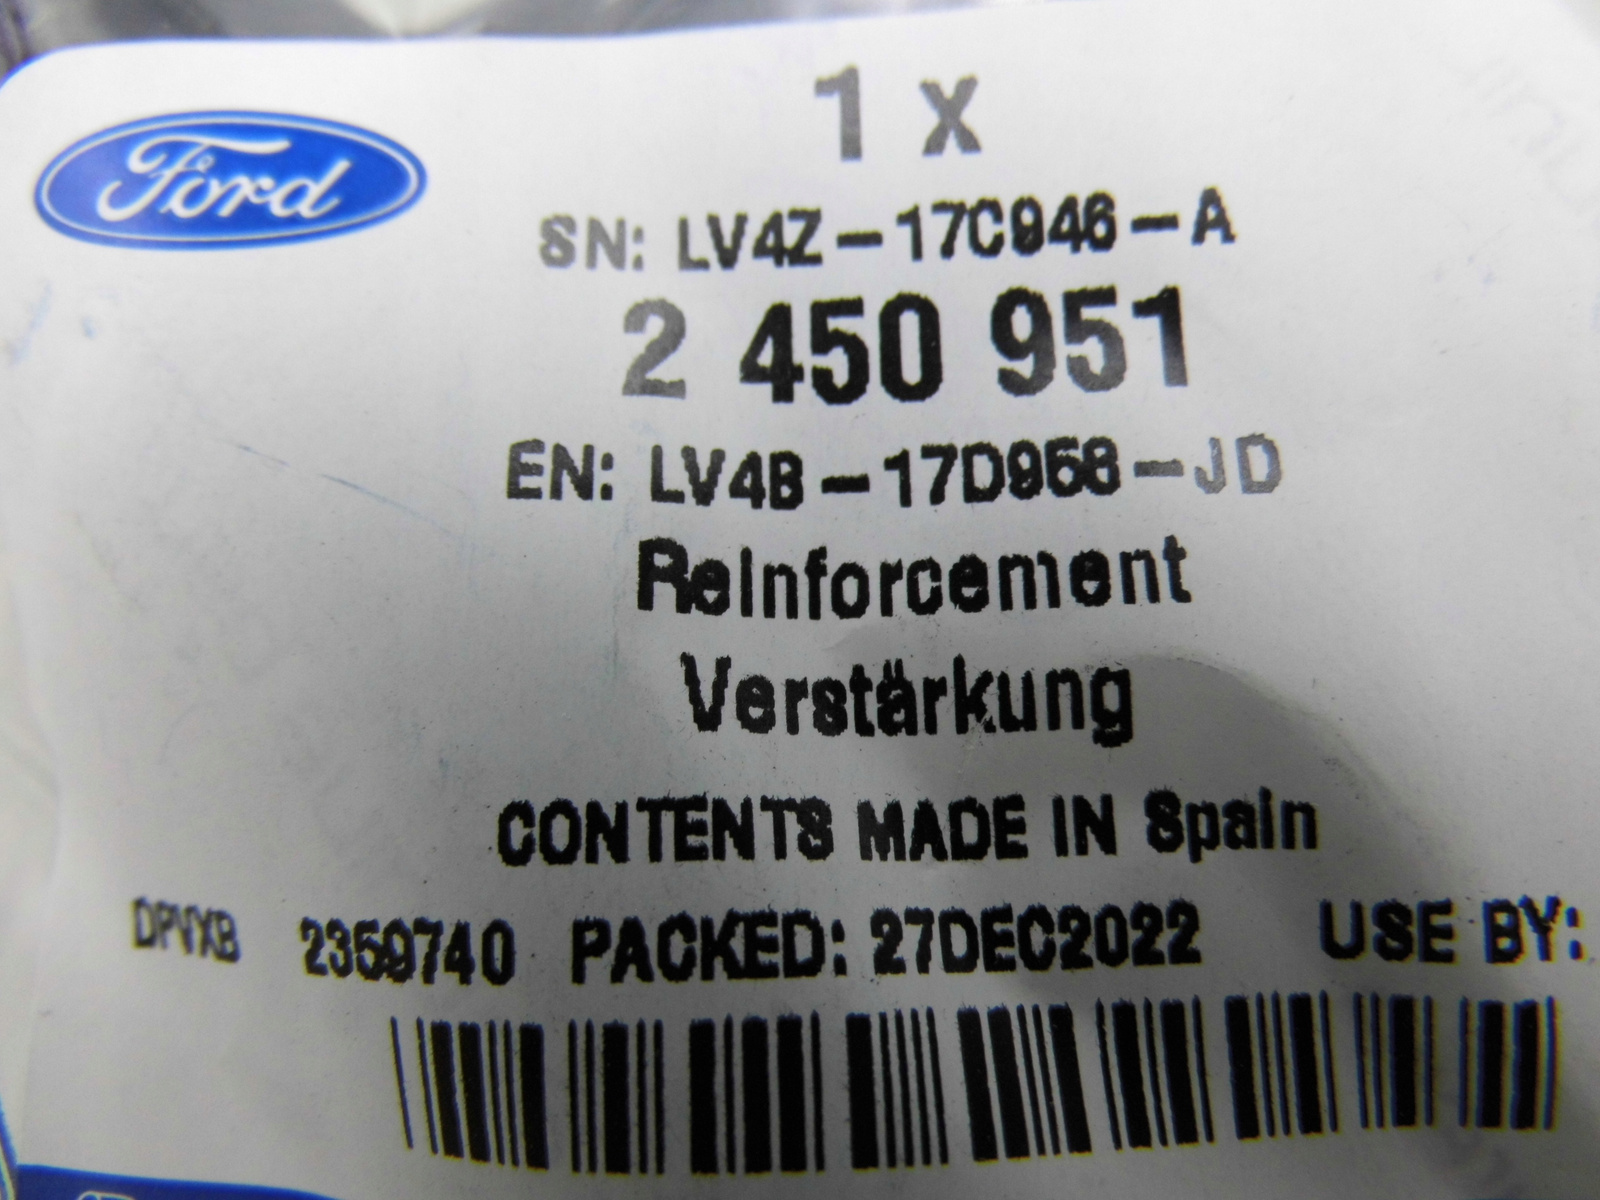 Ford
1 x
SN: LV4Z-17C946-A
2 450 951
EN: LV4B-17D958-JD
Reinforcement
Verstärkung
CONTENTS MADE IN Spain
DPVXB 2359740 PACKED: 27DEC2022 USE BY: